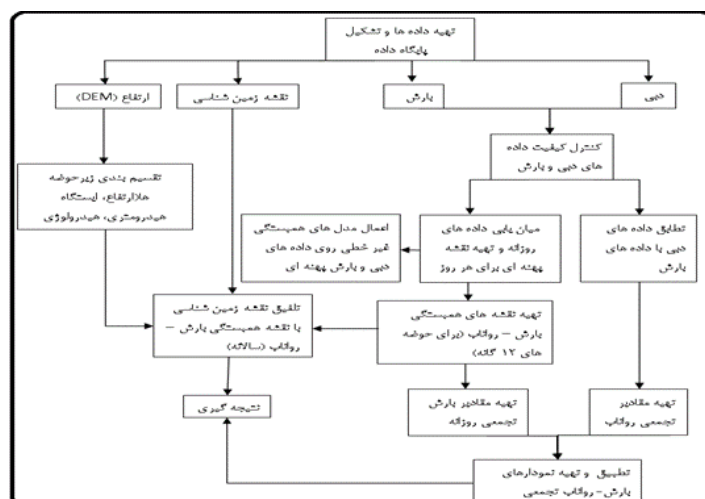 تهیه داده ها و تشکیل
پایگاه داده
دبی
بارش
نقشه زمین شناسی
ارتفاع (DEM)
کنترل کیفیت داده
های دبی و بارش
تقسیم بندی زیرحوضه
ها(ارتفاع، ایستگاه
هیدرومتری، هیدرولوژی
تطابق داده های
دبی با داده های
بارش
میان یابی داده های
روزانه و تهیه نقشه
پهنه ای برای هر روز
اعمال مدل های همبستگی
غیر خطی روی داده های
دبی و بارش پهنه ای
تهیه نقشه های همبستگی
بارش – رواناب (برای حوضه
های ۱۲ گانه)
تلفیق نقشه زمین شناسی
با نقشه همبستگی بارش –
رواناب (سالانه)
تهیه مقادیر
تجمعی رواناب
تهیه مقادیر بارش
تجمعی روزانه
نتیجه گیری
تطبیق و تهیه نمودارهای
بارش-رواناب تجمعی